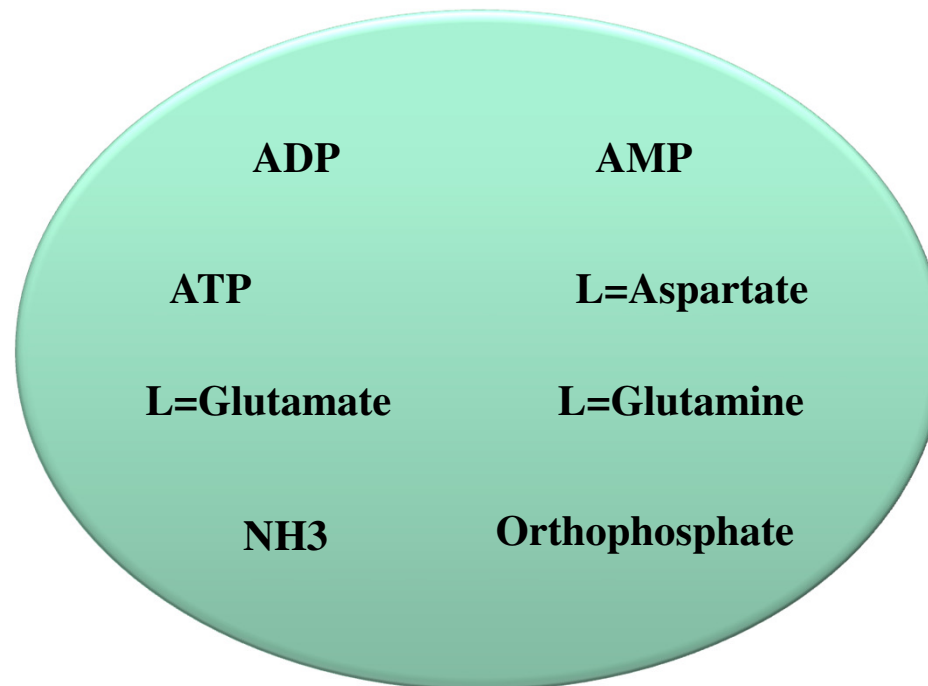 ADP AMP
ATP L=Aspartate
L=Glutamate L=Glutamine
NH3 Orthophosphate